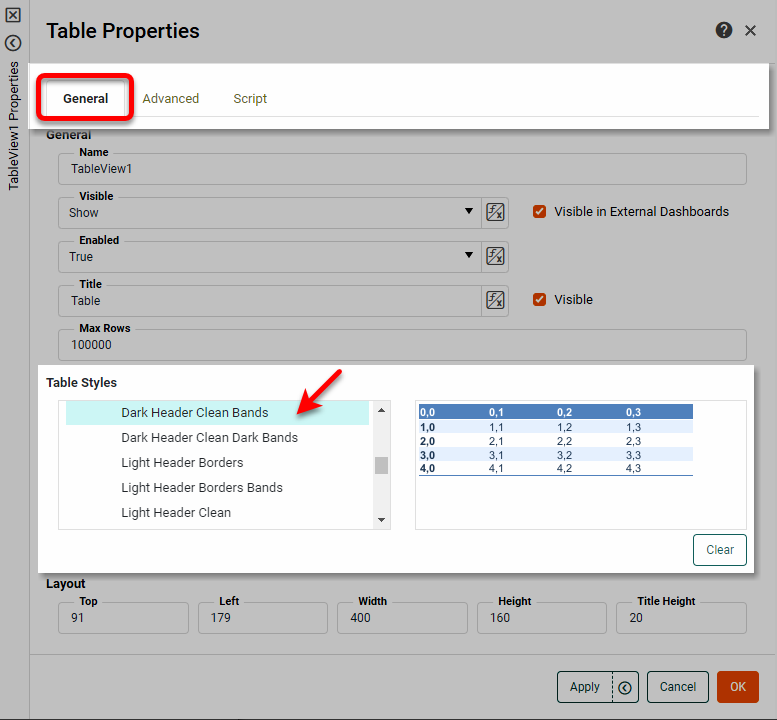 Table Properties
TableView1 Properties
General Advanced Script
General
Name
TableView1
Visible
Show
Visible in External Dashboards
Enabled
True
Title
Table
Visible
Max Rows
100000
Table Styles
Dark Header Clean Bands
Dark Header Clean Dark Bands
Light Header Borders
Light Header Borders Bands
Light Header Clean
0,0 0,1 0,2 0,3
1,0 1,1 1,2 1,3
2,0 2,1 2,2 2,3
3,0 3,1 3,2 3,3
4,0 4,1 4,2 4,3
Clear
Layout
Top Left Width Height Title Height
91 179 400 160 20
Apply Cancel OK